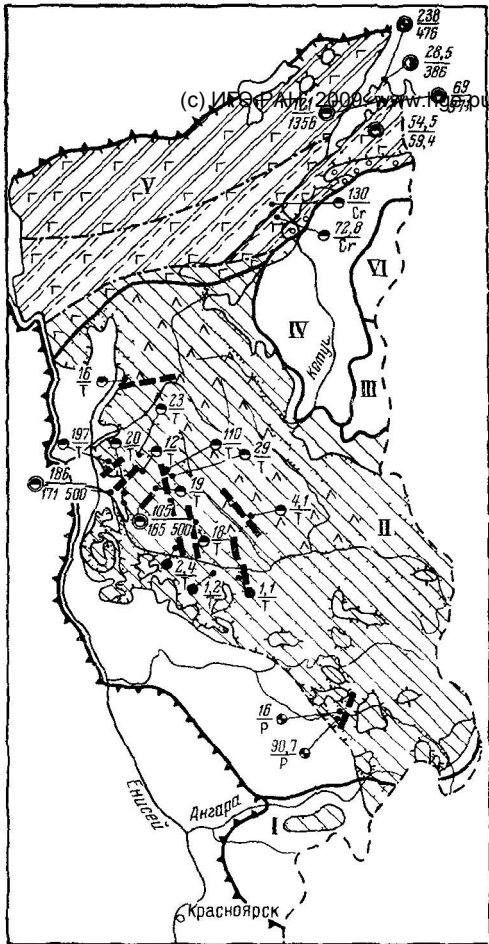 238
476
28,5
386
69
(c) ИГО РАН, 2009
1356
54,5
59,4
V
130
Cr
72,8
Cr
VI
IV
Котуй
III
16
T
23
T
197
T
20
T
12
T
110
T
29
T
186
171 500
19
T
4,1
T
105
165 500
18
T
II
2,4
T
1,2
T
1,1
T
16
P
90,7
P
Енисей
Ангара
I
Красноярск